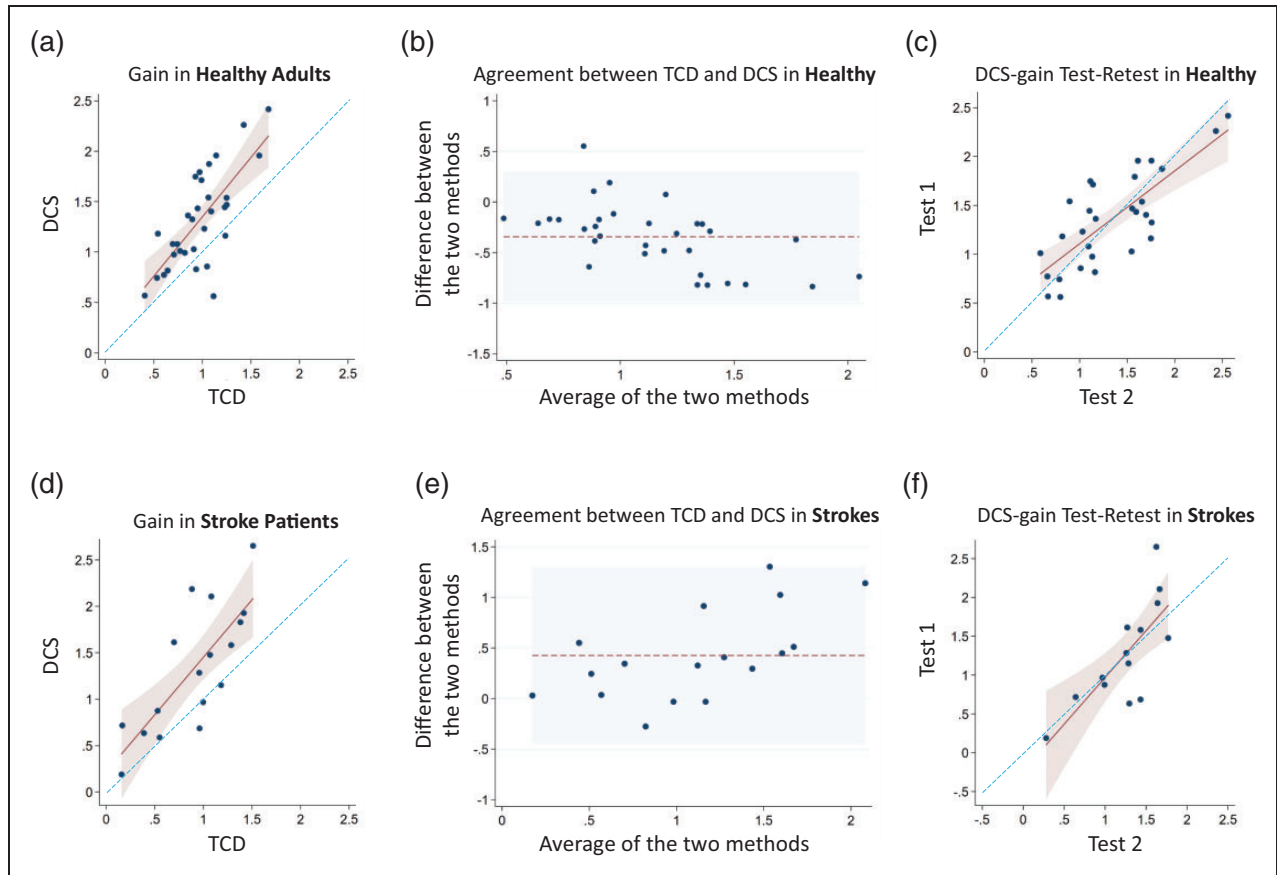 (a)
Gain in Healthy Adults
2.5
2
1.5
1
.5
0
DCS
0 .5 1 1.5 2 2.5
TCD
(b)
Agreement between TCD and DCS in Healthy
1
.5
0
-.5
-1
-1.5
Difference between
the two methods
.5 1 1.5 2
Average of the two methods
(c)
DCS-gain Test-Retest in Healthy
2.5
2
1.5
1
.5
0
Test 1
0 .5 1 1.5 2 2.5
Test 2
(d)
Gain in Stroke Patients
2.5
2
1.5
1
.5
0
DCS
0 .5 1 1.5 2 2.5
TCD
(e)
Agreement between TCD and DCS in Strokes
1.5
1
.5
0
-.5
-1
Difference between
the two methods
0 .5 1 1.5 2
Average of the two methods
(f)
DCS-gain Test-Retest in Strokes
2.5
2
1.5
1
.5
0
-.5
Test 1
-.5 0 .5 1 1.5 2 2.5
Test 2